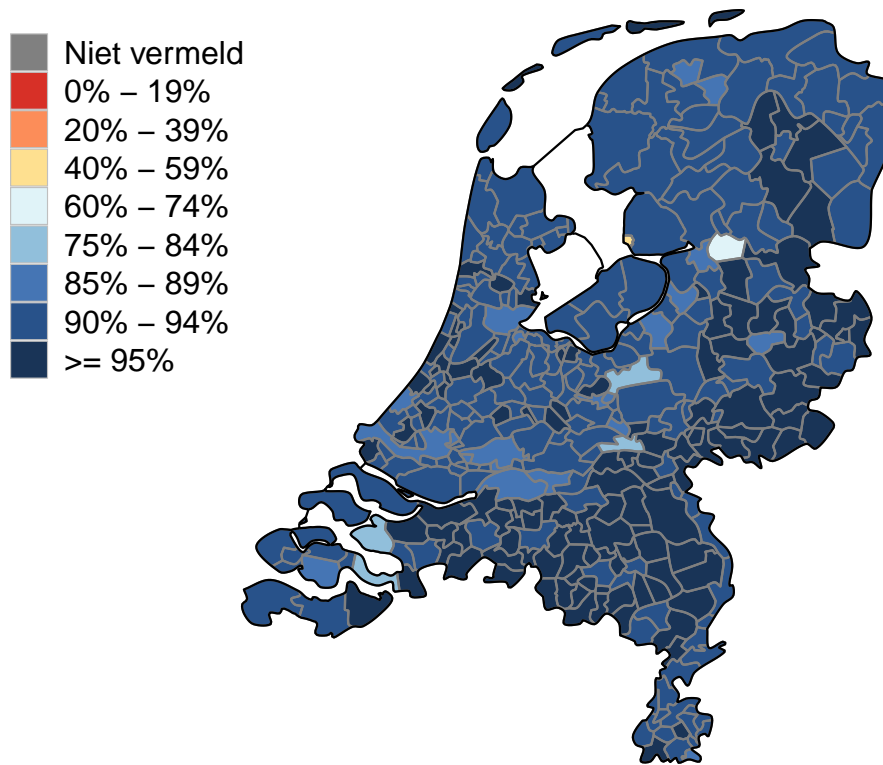 Niet vermeld
0% – 19%
20% – 39%
40% – 59%
60% – 74%
75% – 84%
85% – 89%
90% – 94%
>= 95%